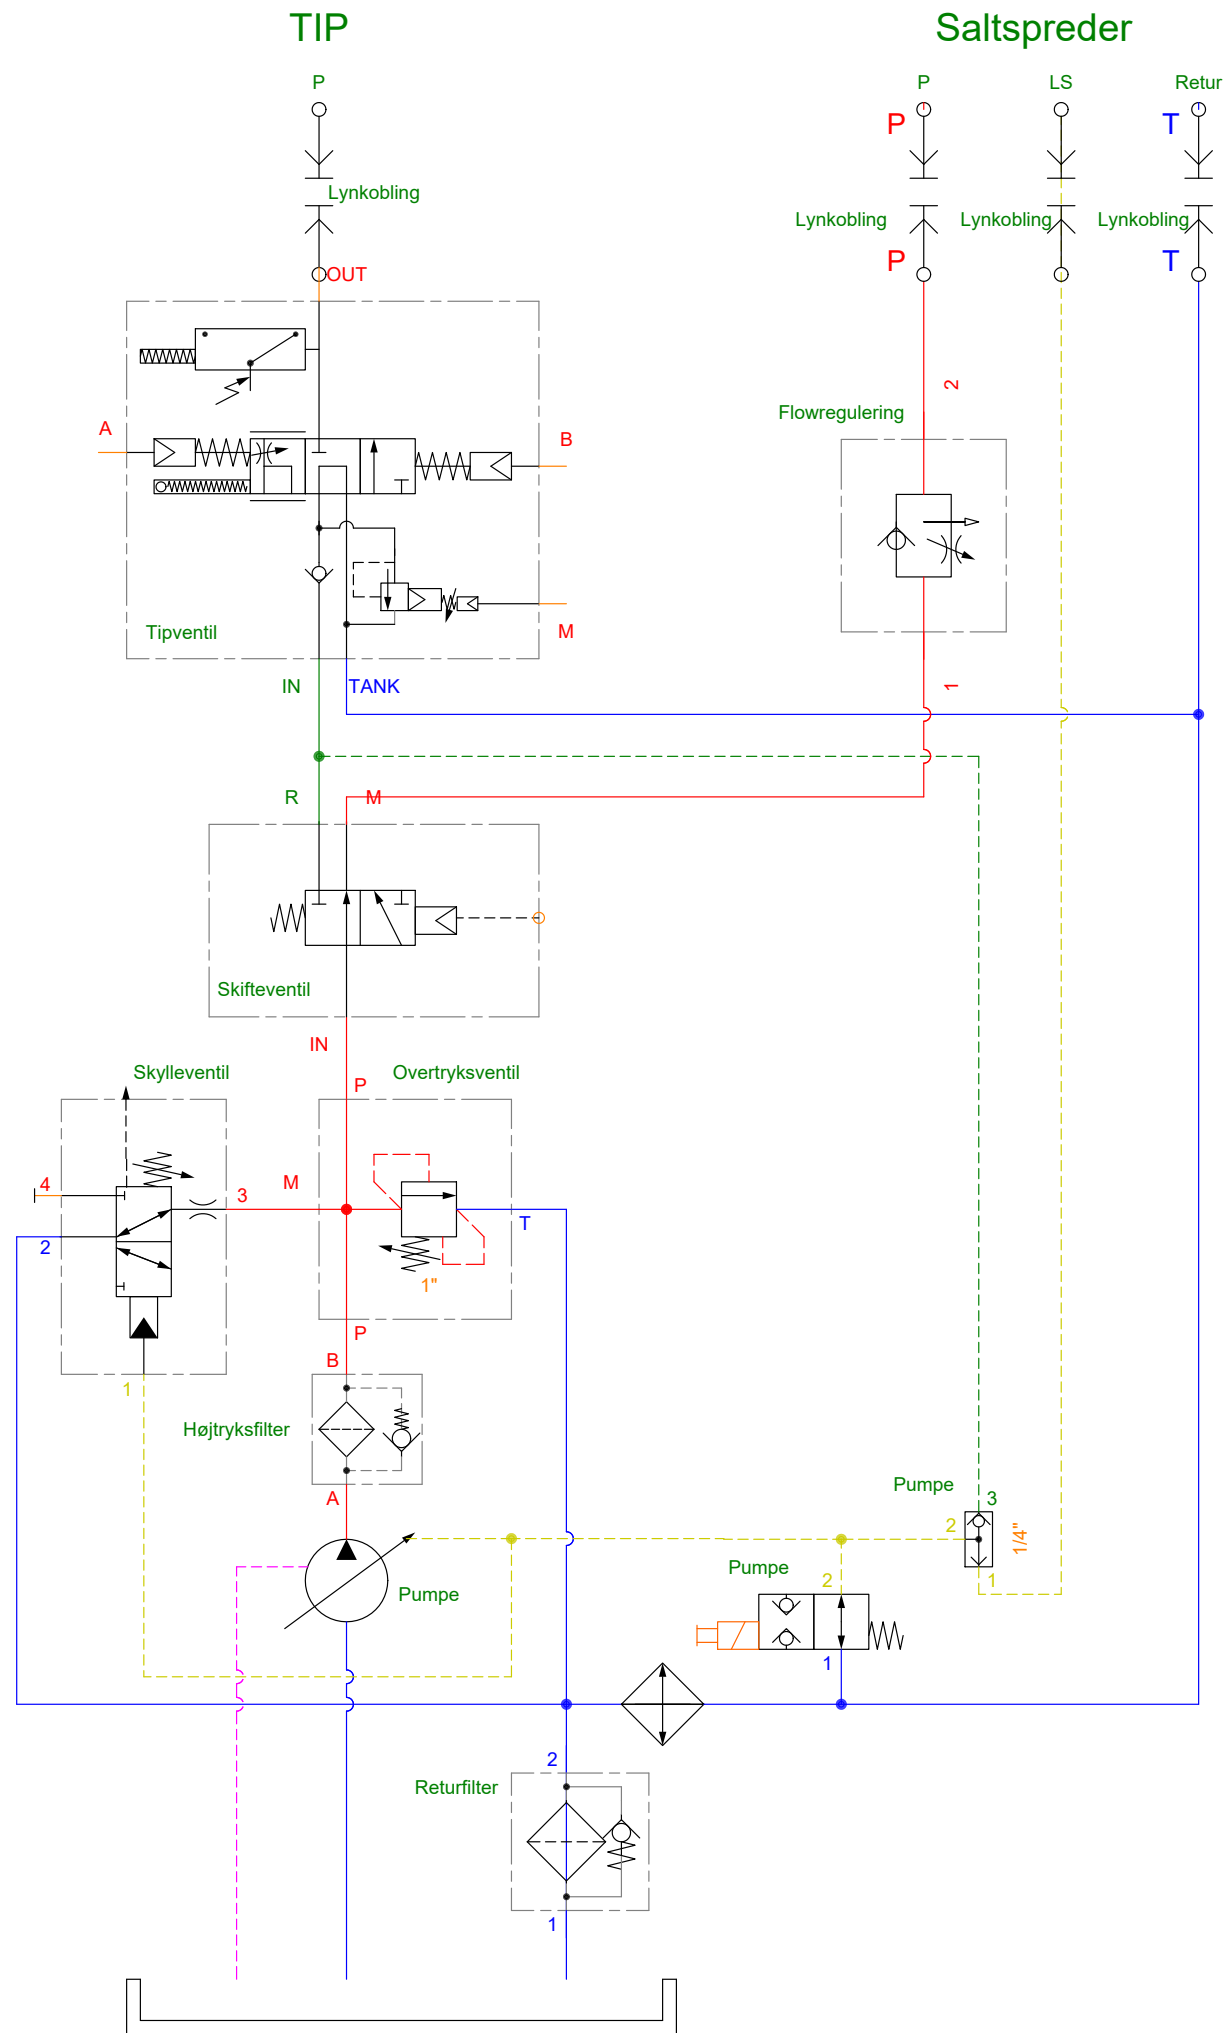 TIP
Saltspreder
P
P
LS
Retur
P
T
Lynkobling
Lynkobling
Lynkobling
Lynkobling
P
T
OUT
2
Flowregulering
A
B
M
Tipventil
IN
TANK
1
R
M
Skifteventil
IN
Skylleventil
P
Overtryksventil
4
3
M
2
T
1"
P
B
1
Højtryksfilter
A
Pumpe
3
2
1/4"
1
Pumpe
Pumpe
2
1
2
Returfilter
1